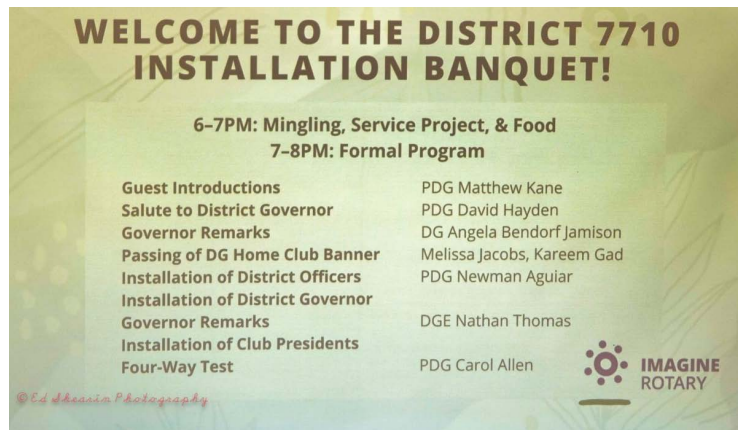 WELCOME TO THE DISTRICT 7710
INSTALLATION BANQUET!
6–7PM: Mingling, Service Project, & Food
7–8PM: Formal Program
Guest Introductions PDG Matthew Kane
Salute to District Governor PDG David Hayden
Governor Remarks DG Angela Bendorf Jamison
Passing of DG Home Club Banner Melissa Jacobs, Kareem Gad
Installation of District Officers PDG Newman Aguiar
Installation of District Governor
Governor Remarks DGE Nathan Thomas
Installation of Club Presidents
Four-Way Test PDG Carol Allen
IMAGINE
ROTARY
© Ed Shearin Photography